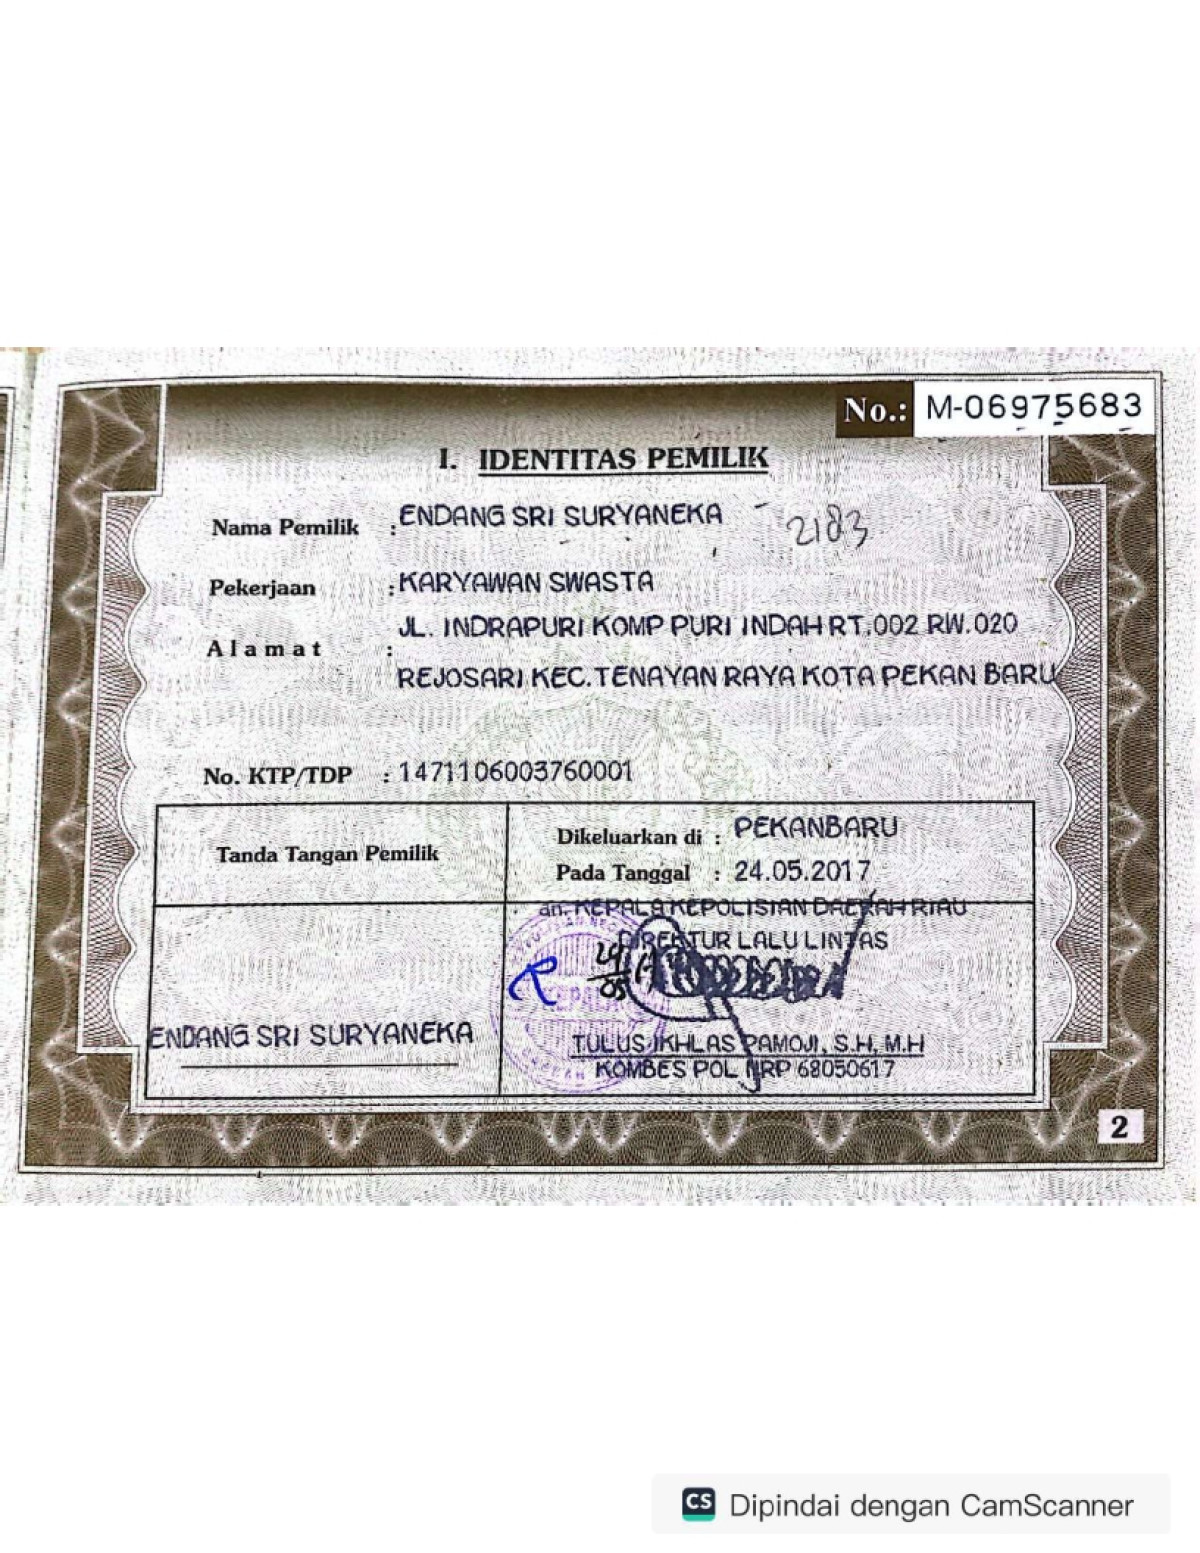 No.: M-06975683
I. IDENTITAS PEMILIK
Nama Pemilik : ENDANG SRI SURYANEKA 2183
Pekerjaan : KARYAWAN SWASTA
Alamat : JL. INDRAPURI KOMP PURI INDAH RT.002 RW.020
REJOSARI KEC.TENAYAN RAYA KOTA PEKAN BARU
No. KTP/TDP : 1471106003760001
Tanda Tangan Pemilik
Dikeluarkan di : PEKANBARU
Pada Tanggal : 24.05.2017
an. KEPALA KEPOLISIAN DAERAH RIAU
DIREKTUR LALU LINTAS
KEPALA
ENDANG SRI SURYANEKA
TULUS IKHLAS PAMOJI, S.H, M.H
KOMBES POL NRP 68050617
2
CS Dipindai dengan CamScanner